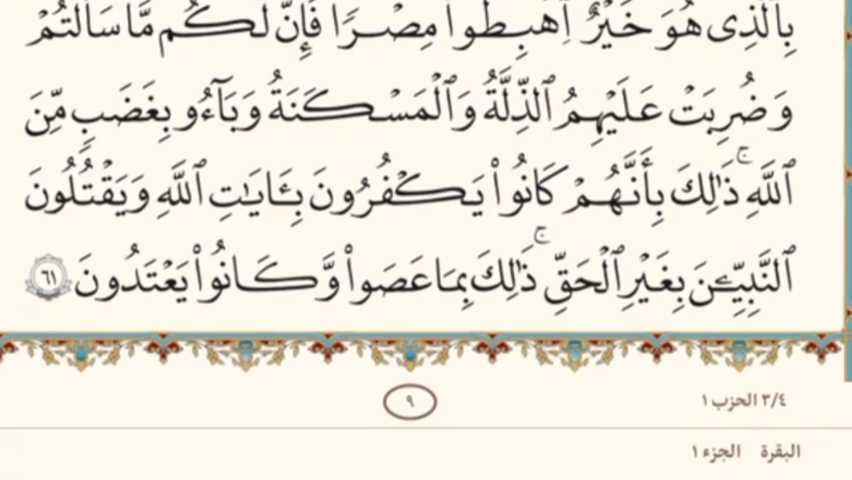 بِٱلَّذِى هُوَ خَيْرٌ ۚ ٱهْبِطُوا۟ مِصْرًا فَإِنَّ لَكُم مَّا سَأَلْتُمْ
وَضُرِبَتْ عَلَيْهِمُ ٱلذِّلَّةُ وَٱلْمَسْكَنَةُ وَبَآءُو بِغَضَبٍ مِّنَ
ٱللَّهِ ۚ ذَٰلِكَ بِأَنَّهُمْ كَانُوا۟ يَكْفُرُونَ بِـَٔايَـٰتِ ٱللَّهِ وَيَقْتُلُونَ
ٱلنَّبِيِّـۧنَ بِغَيْرِ ٱلْحَقِّ ۚ ذَٰلِكَ بِمَا عَصَوا۟ وَّكَانُوا۟ يَعْتَدُونَ ٦١
٣/٤ الحزب ١
٩
البقرة الجزء ١